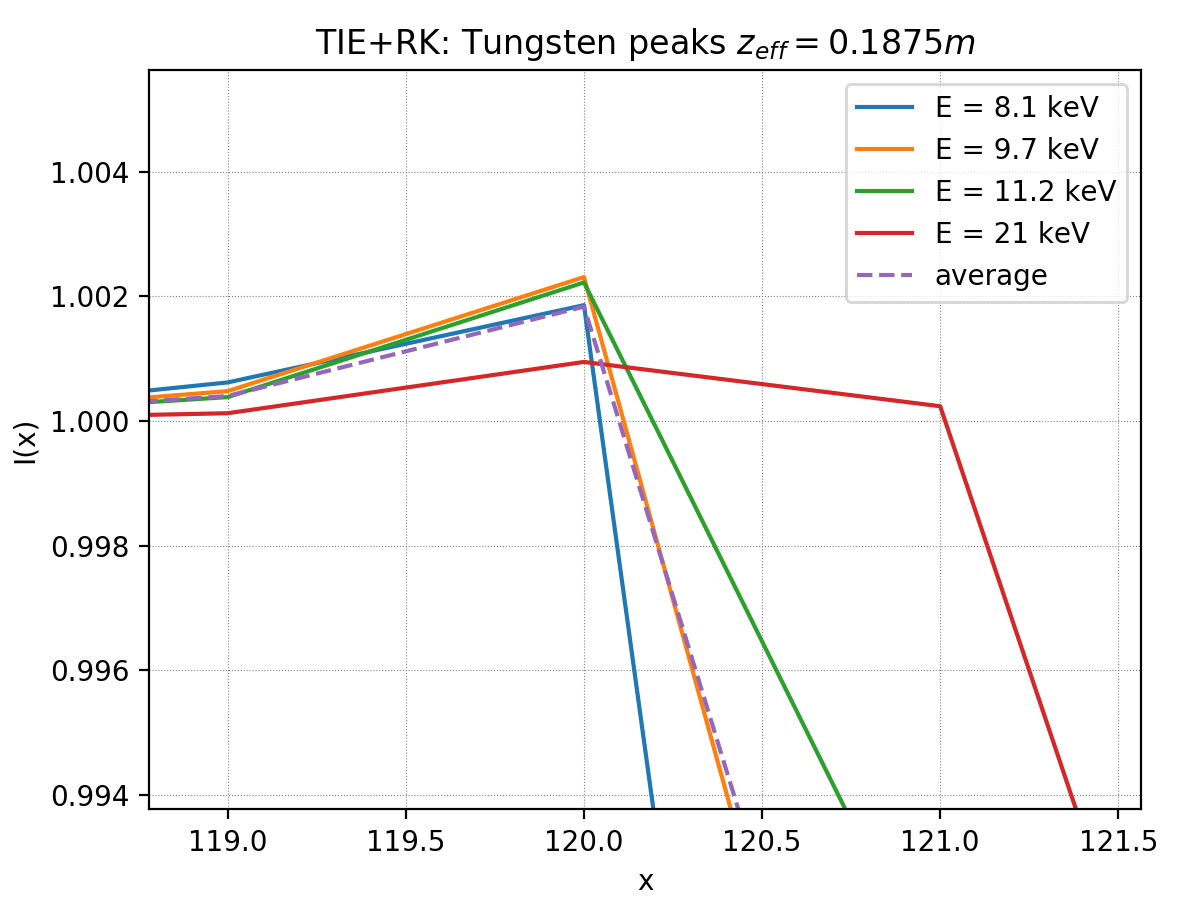 TIE+RK: Tungsten peaks z_eff = 0.1875m
E = 8.1 keV
E = 9.7 keV
E = 11.2 keV
E = 21 keV
average
I(x)
1.004
1.002
1.000
0.998
0.996
0.994
119.0 119.5 120.0 120.5 121.0 121.5
x